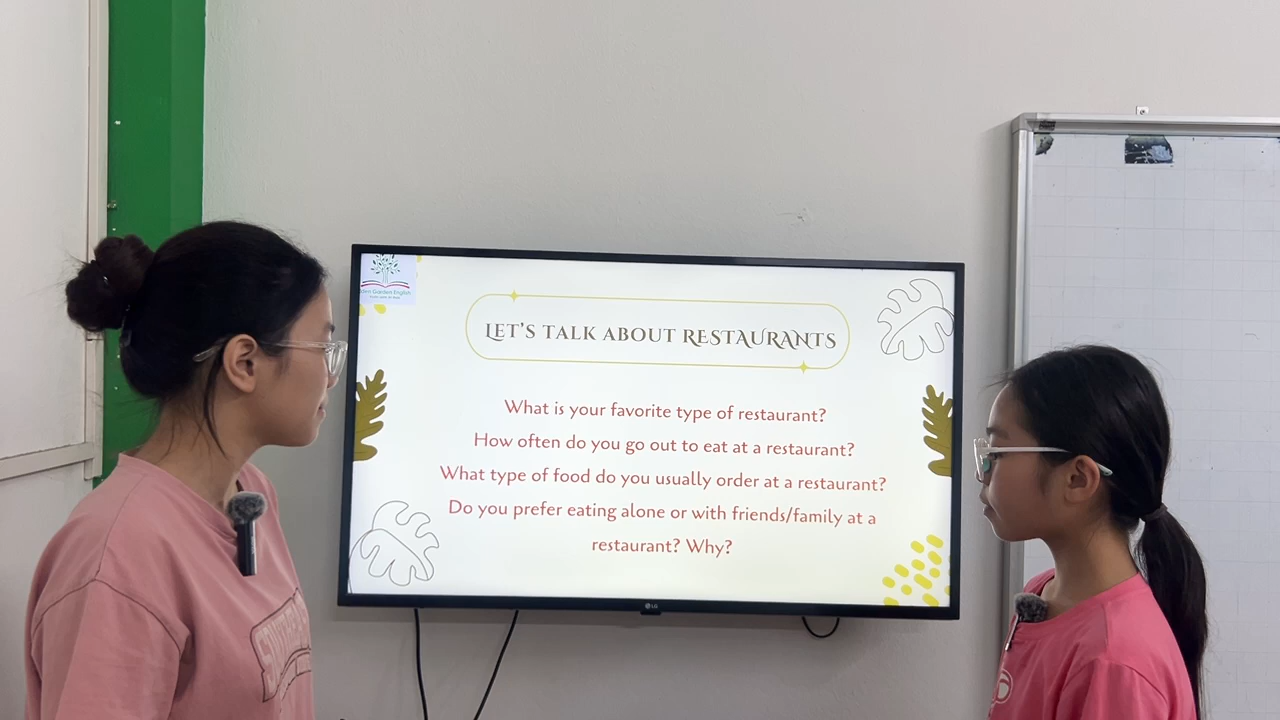 Garden English
LET'S TALK ABOUT RESTAURANTS
What is your favorite type of restaurant?
How often do you go out to eat at a restaurant?
What type of food do you usually order at a restaurant?
Do you prefer eating alone or with friends/family at a
restaurant? Why?
LG